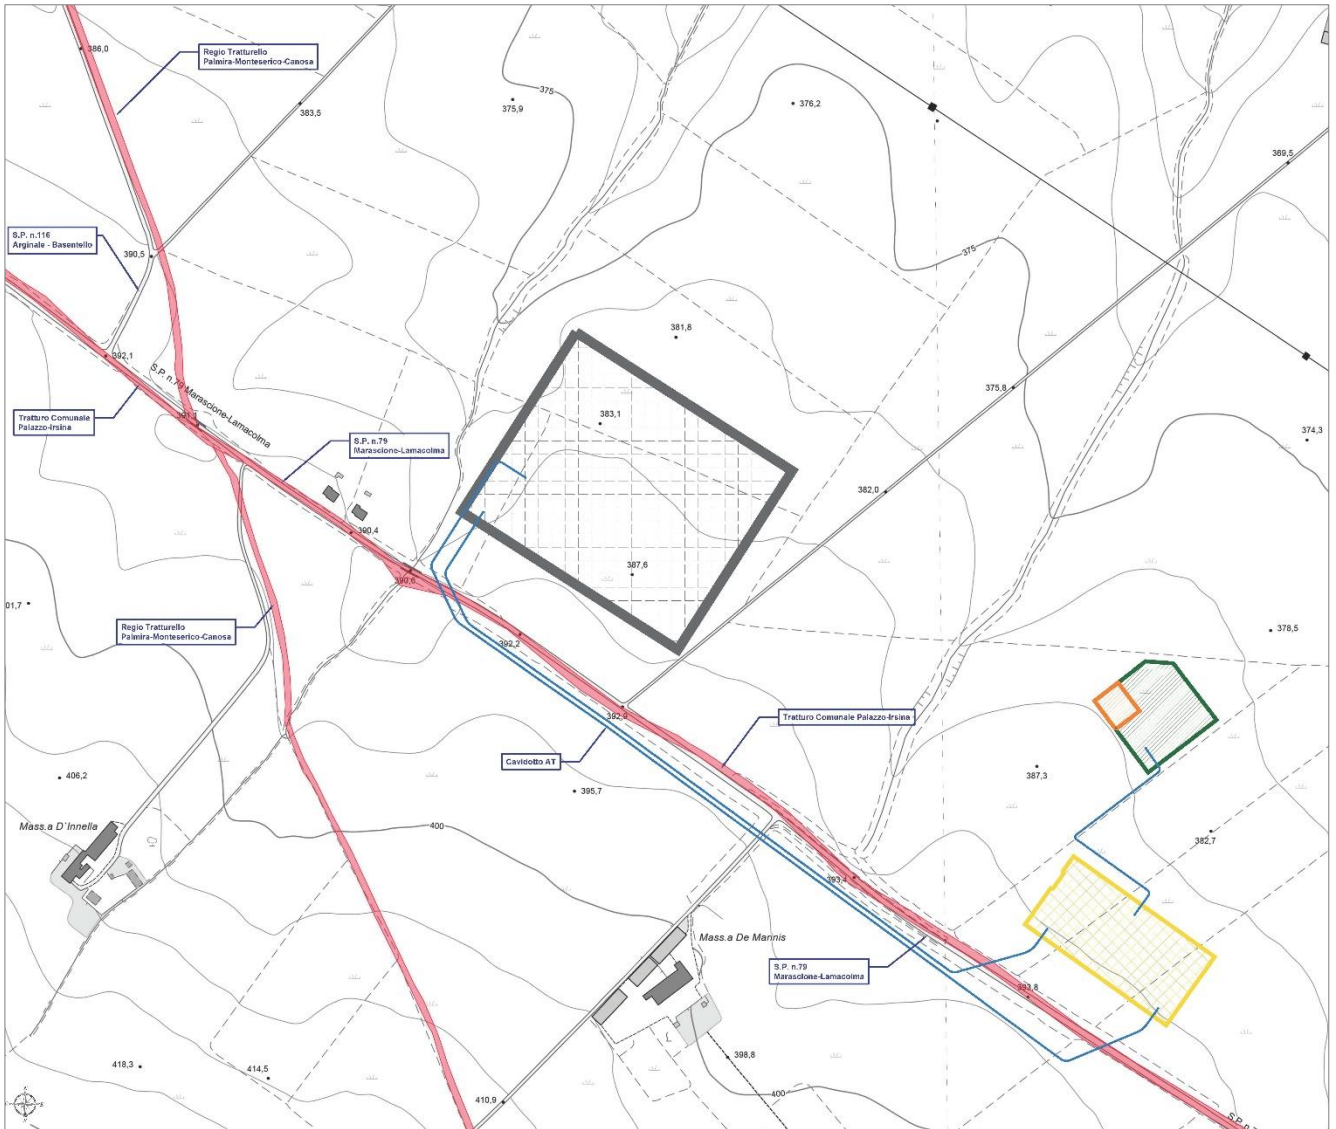 386,0
Regio Tratturello
Palmira-Monteserico-Canosa
383,5
375
375,9
376,2
369,5
S.P. n.116
Arginale - Basentello
390,5
375
392,1
S.P. n.79 Marascione-Lamacolma
381,8
375,8
Tratturo Comunale
Palazzo-Irsina
391,1
383,1
374,3
S.P. n.79
Marascione-Lamacolma
382,0
390,4
390,6
387,6
01,7
Regio Tratturello
Palmira-Monteserico-Canosa
392,2
378,5
392,9
Tratturo Comunale Palazzo-Irsina
Cavidotto AT
406,2
395,7
387,3
Mass.a D'Innella
400
382,7
393,4
Mass.a De Marinis
S.P. n.79
Marascione-Lamacolma
393,8
418,3
414,5
398,8
400
410,9